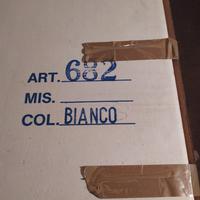 ART. 682
MIS.
COL. BIANCO